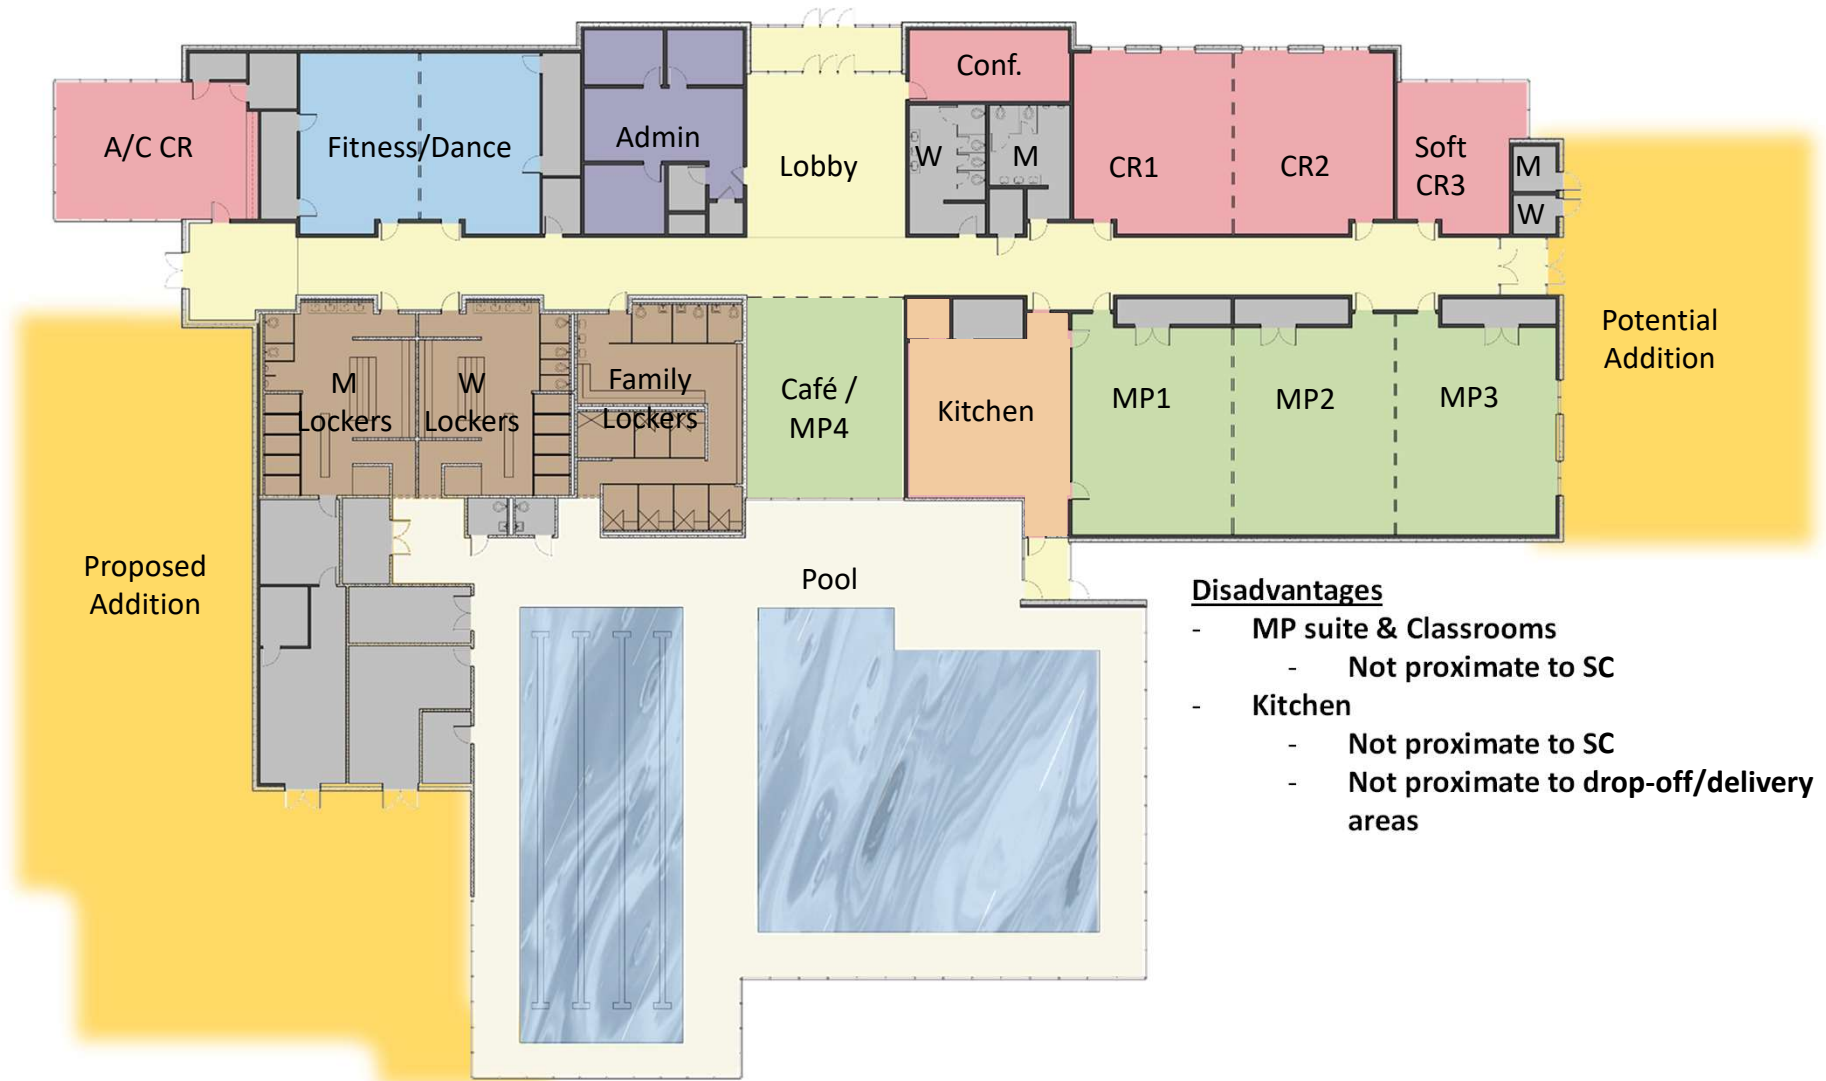 Conf.
A/C CR
Fitness/Dance
Admin
Lobby
W
M
CR1
CR2
Soft
CR3
M
W
Potential
Addition
M
Lockers
W
Lockers
Family
Lockers
Café /
MP4
Kitchen
MP1
MP2
MP3
Proposed
Addition
Pool
Disadvantages
- MP suite & Classrooms
- Not proximate to SC
- Kitchen
- Not proximate to SC
- Not proximate to drop-off/delivery
areas